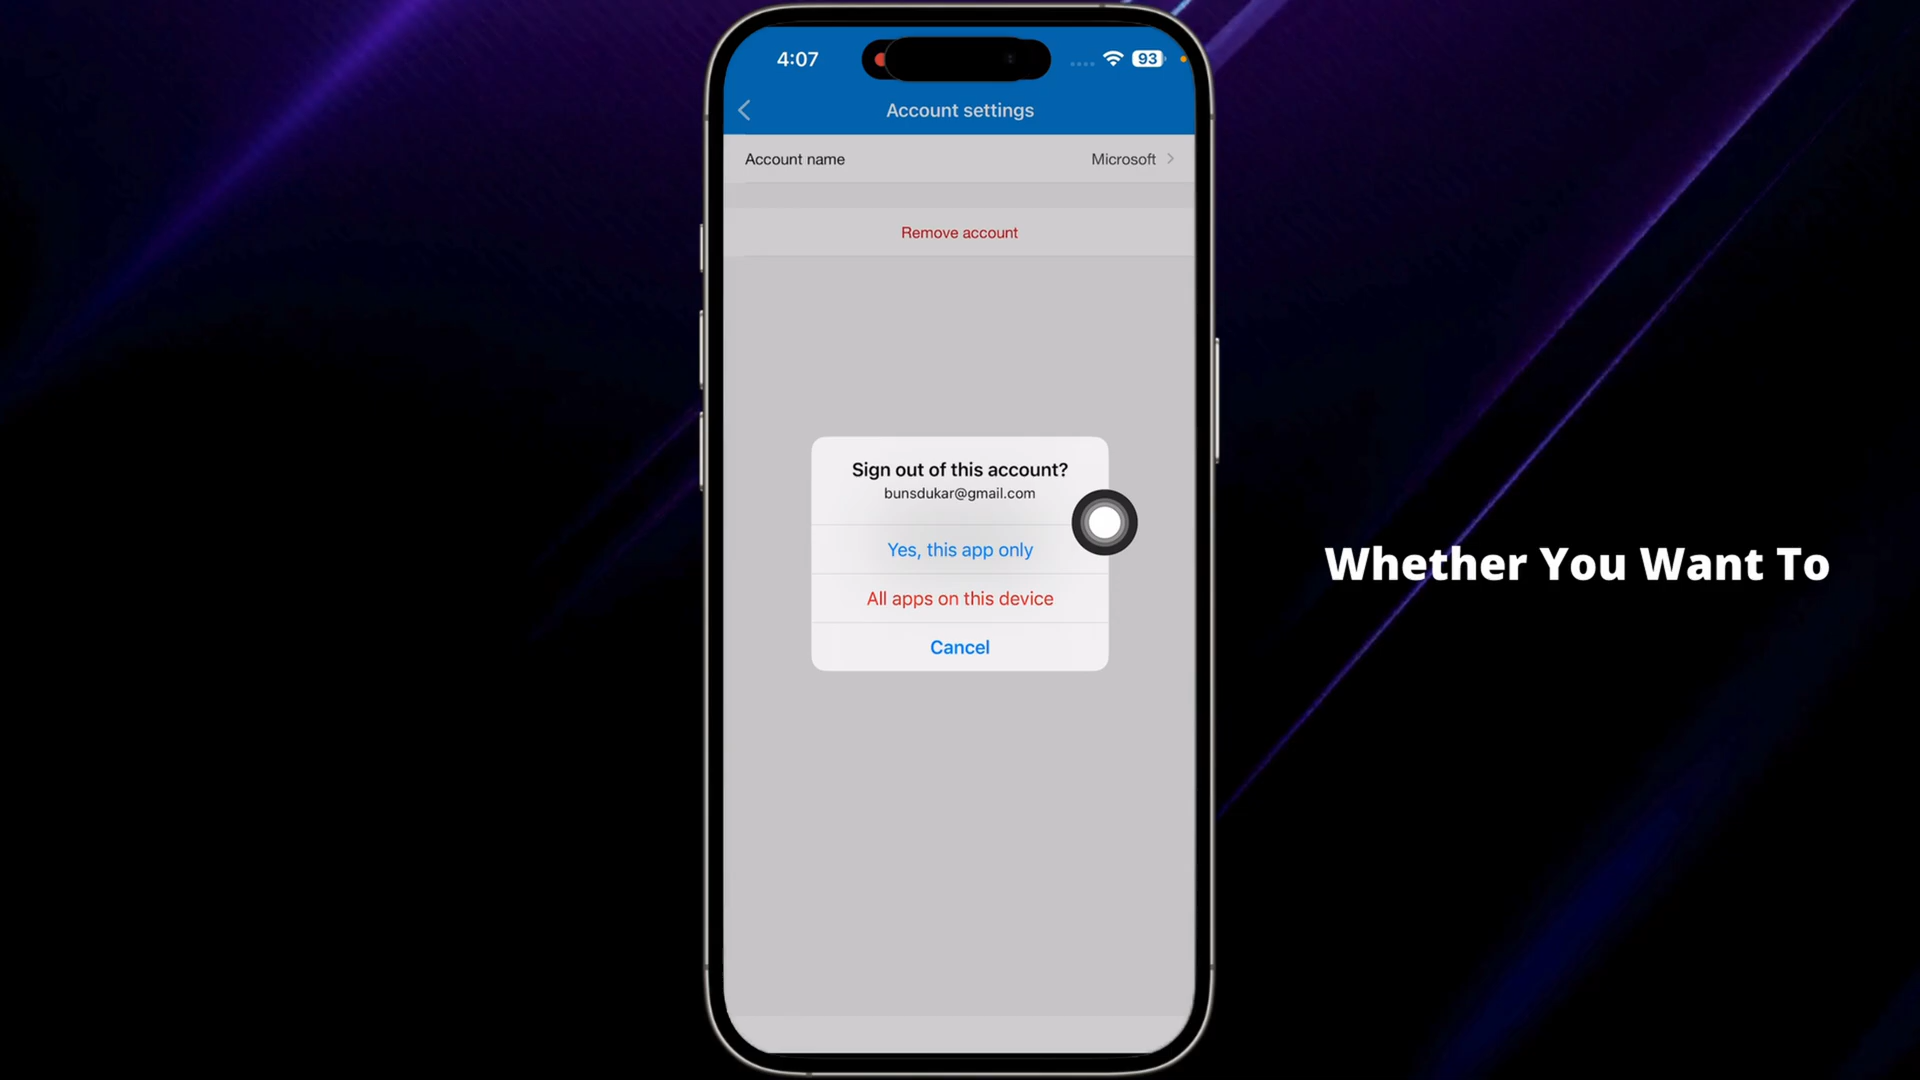 4:07
93
Account settings
Account name
Microsoft
Remove account
Sign out of this account?
bunsdukar@gmail.com
Yes, this app only
All apps on this device
Cancel
Whether You Want To